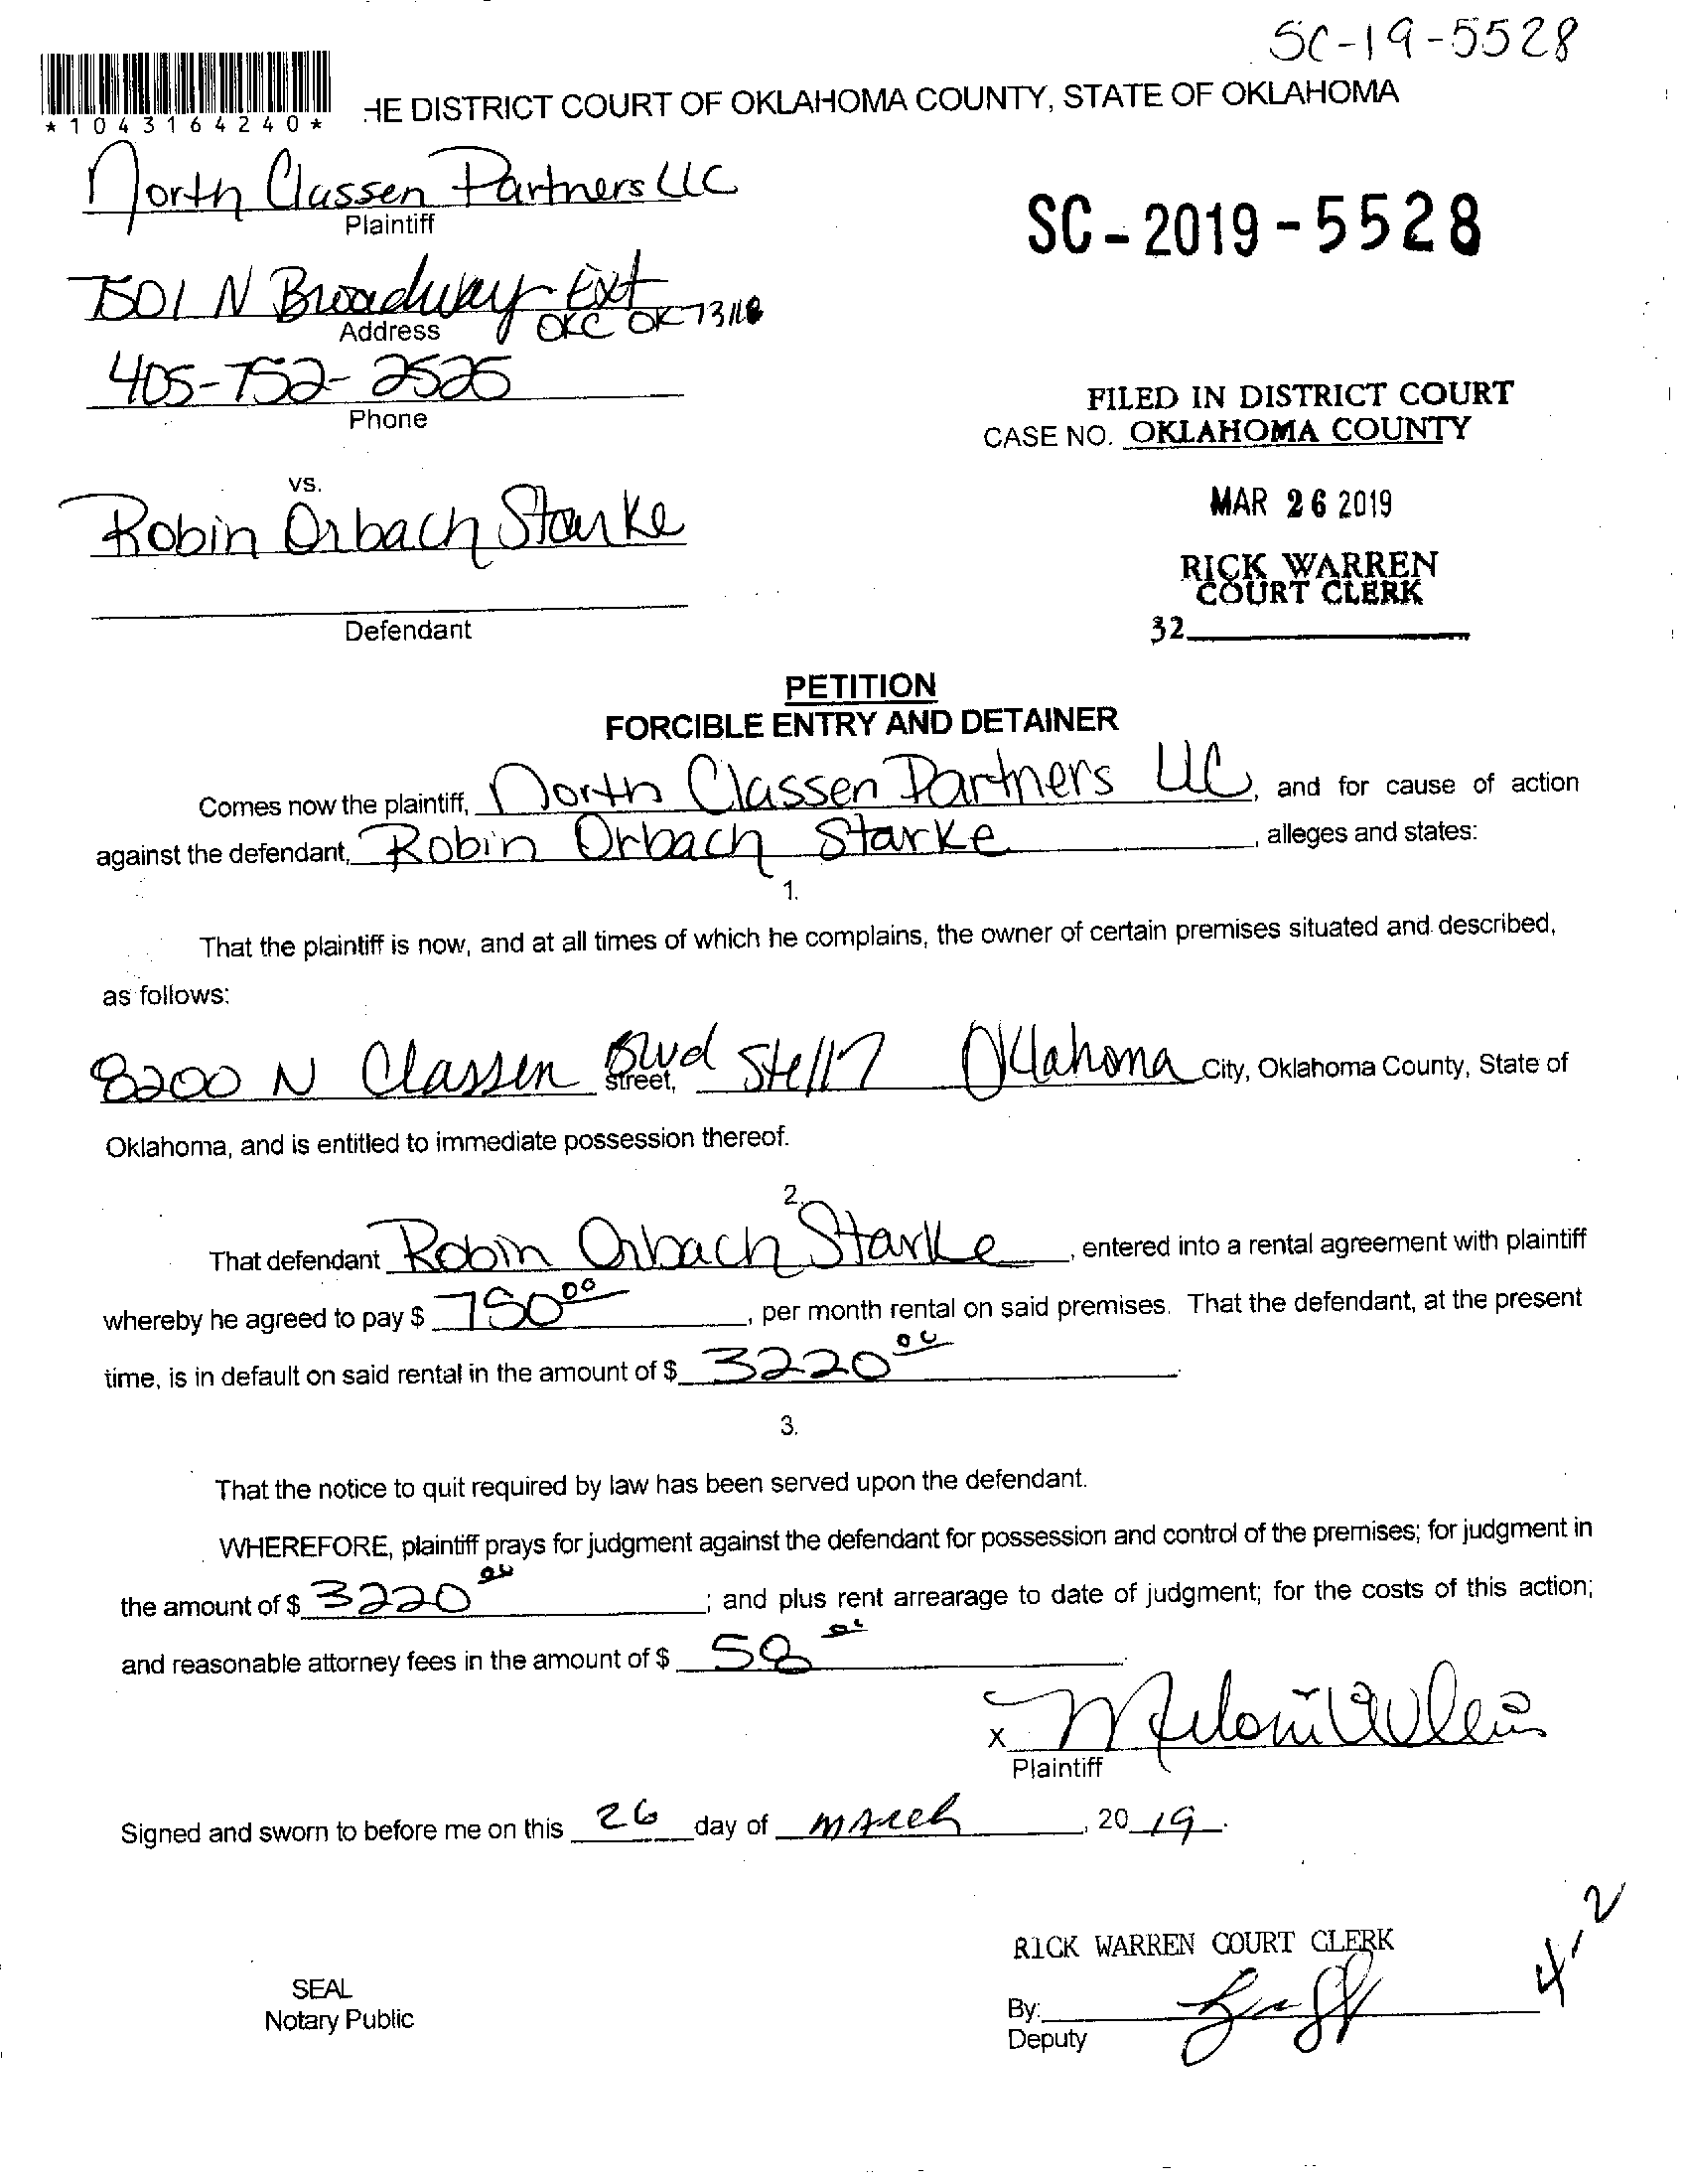 SC-19-5528
*1043164240*
HE DISTRICT COURT OF OKLAHOMA COUNTY, STATE OF OKLAHOMA
North Classen Partners LLC
Plaintiff
SC-2019-5528
7501 N Broadway Ext
Address
OKC OK 73116
405-752-2525
Phone
FILED IN DISTRICT COURT
CASE NO. OKLAHOMA COUNTY
vs.
MAR 26 2019
Robin Orbach Starke
RICK WARREN
COURT CLERK
Defendant
32
PETITION
FORCIBLE ENTRY AND DETAINER
Comes now the plaintiff, North Classen Partners LLC, and for cause of action
against the defendant, Robin Orbach Starke, alleges and states:
1.
That the plaintiff is now, and at all times of which he complains, the owner of certain premises situated and described,
as follows:
8200 N Classen Blvd street, Ste 117 Oklahoma City, Oklahoma County, State of
Oklahoma, and is entitled to immediate possession thereof.
2.
That defendant Robin Orbach Starke, entered into a rental agreement with plaintiff
whereby he agreed to pay $ 750 00, per month rental on said premises. That the defendant, at the present
time, is in default on said rental in the amount of $ 3220 00.
3.
That the notice to quit required by law has been served upon the defendant.
WHEREFORE, plaintiff prays for judgment against the defendant for possession and control of the premises; for judgment in
the amount of $ 3220 00; and plus rent arrearage to date of judgment; for the costs of this action;
and reasonable attorney fees in the amount of $ 58 00.
x
Plaintiff
Signed and sworn to before me on this 26 day of March, 20 19.
4-2
RICK WARREN COURT CLERK
SEAL
Notary Public
By:
Deputy